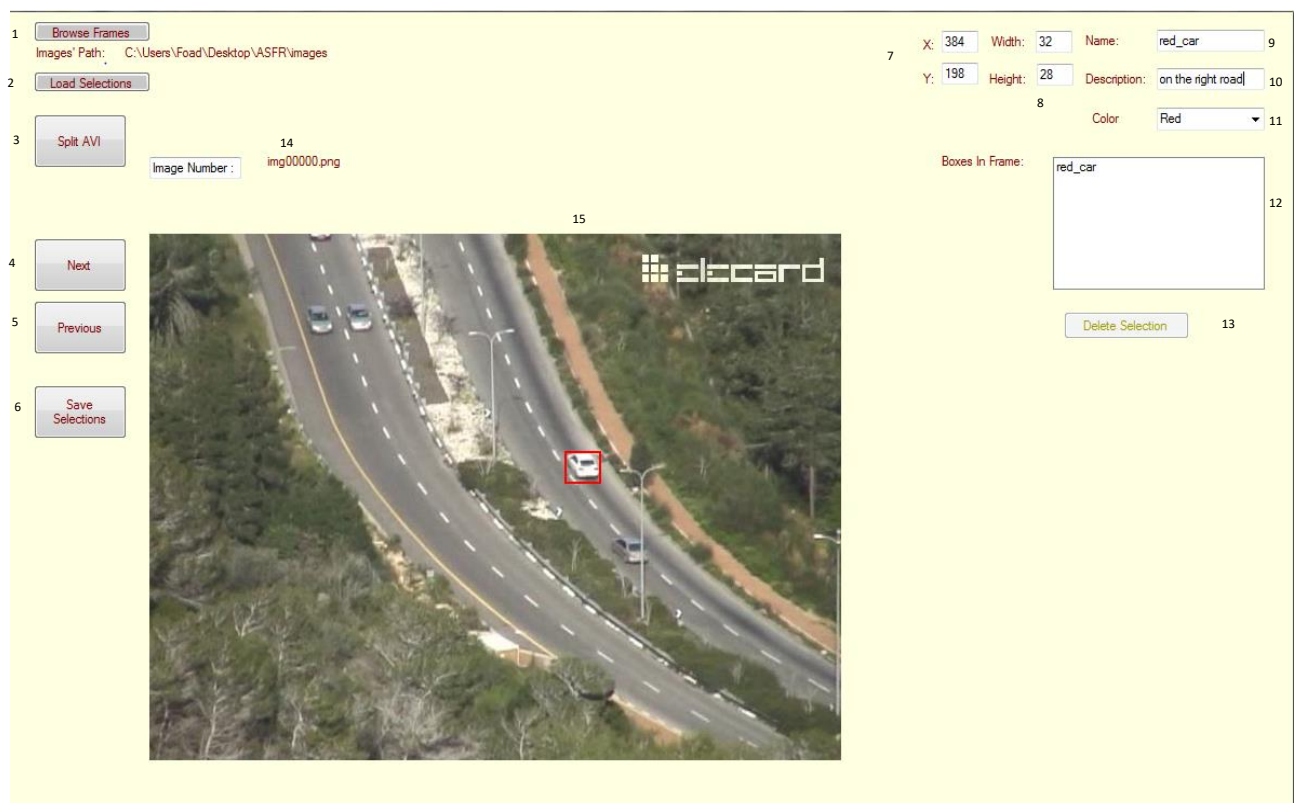 1 Browse Frames
Images' Path: C:\Users\Foad\Desktop\ASFR\images
2 Load Selections
3 Split AVI
14
Image Number : img00000.png
4 Next
5 Previous
6 Save
Selections
7 X: 384 Width: 32 Name: red_car 9
Y: 198 Height: 28 Description: on the right road 10
8
Color Red 11
Boxes In Frame: red_car
12
Delete Selection 13
15
elecard